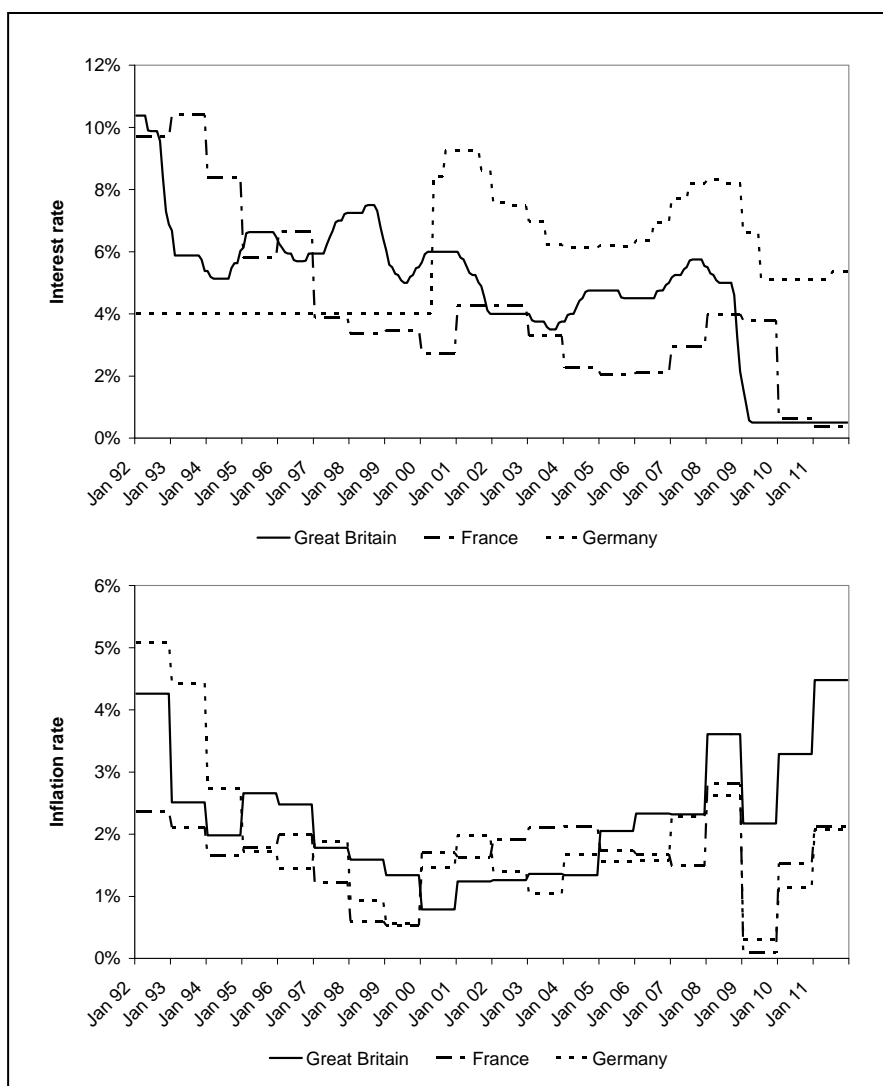 12%
10%
8%
6%
4%
2%
0%
Interest rate
Jan 92
Jan 93
Jan 94
Jan 95
Jan 96
Jan 97
Jan 98
Jan 99
Jan 00
Jan 01
Jan 02
Jan 03
Jan 04
Jan 05
Jan 06
Jan 07
Jan 08
Jan 09
Jan 10
Jan 11
Great Britain France Germany
6%
5%
4%
3%
2%
1%
0%
Inflation rate
Jan 92
Jan 93
Jan 94
Jan 95
Jan 96
Jan 97
Jan 98
Jan 99
Jan 00
Jan 01
Jan 02
Jan 03
Jan 04
Jan 05
Jan 06
Jan 07
Jan 08
Jan 09
Jan 10
Jan 11
Great Britain France Germany